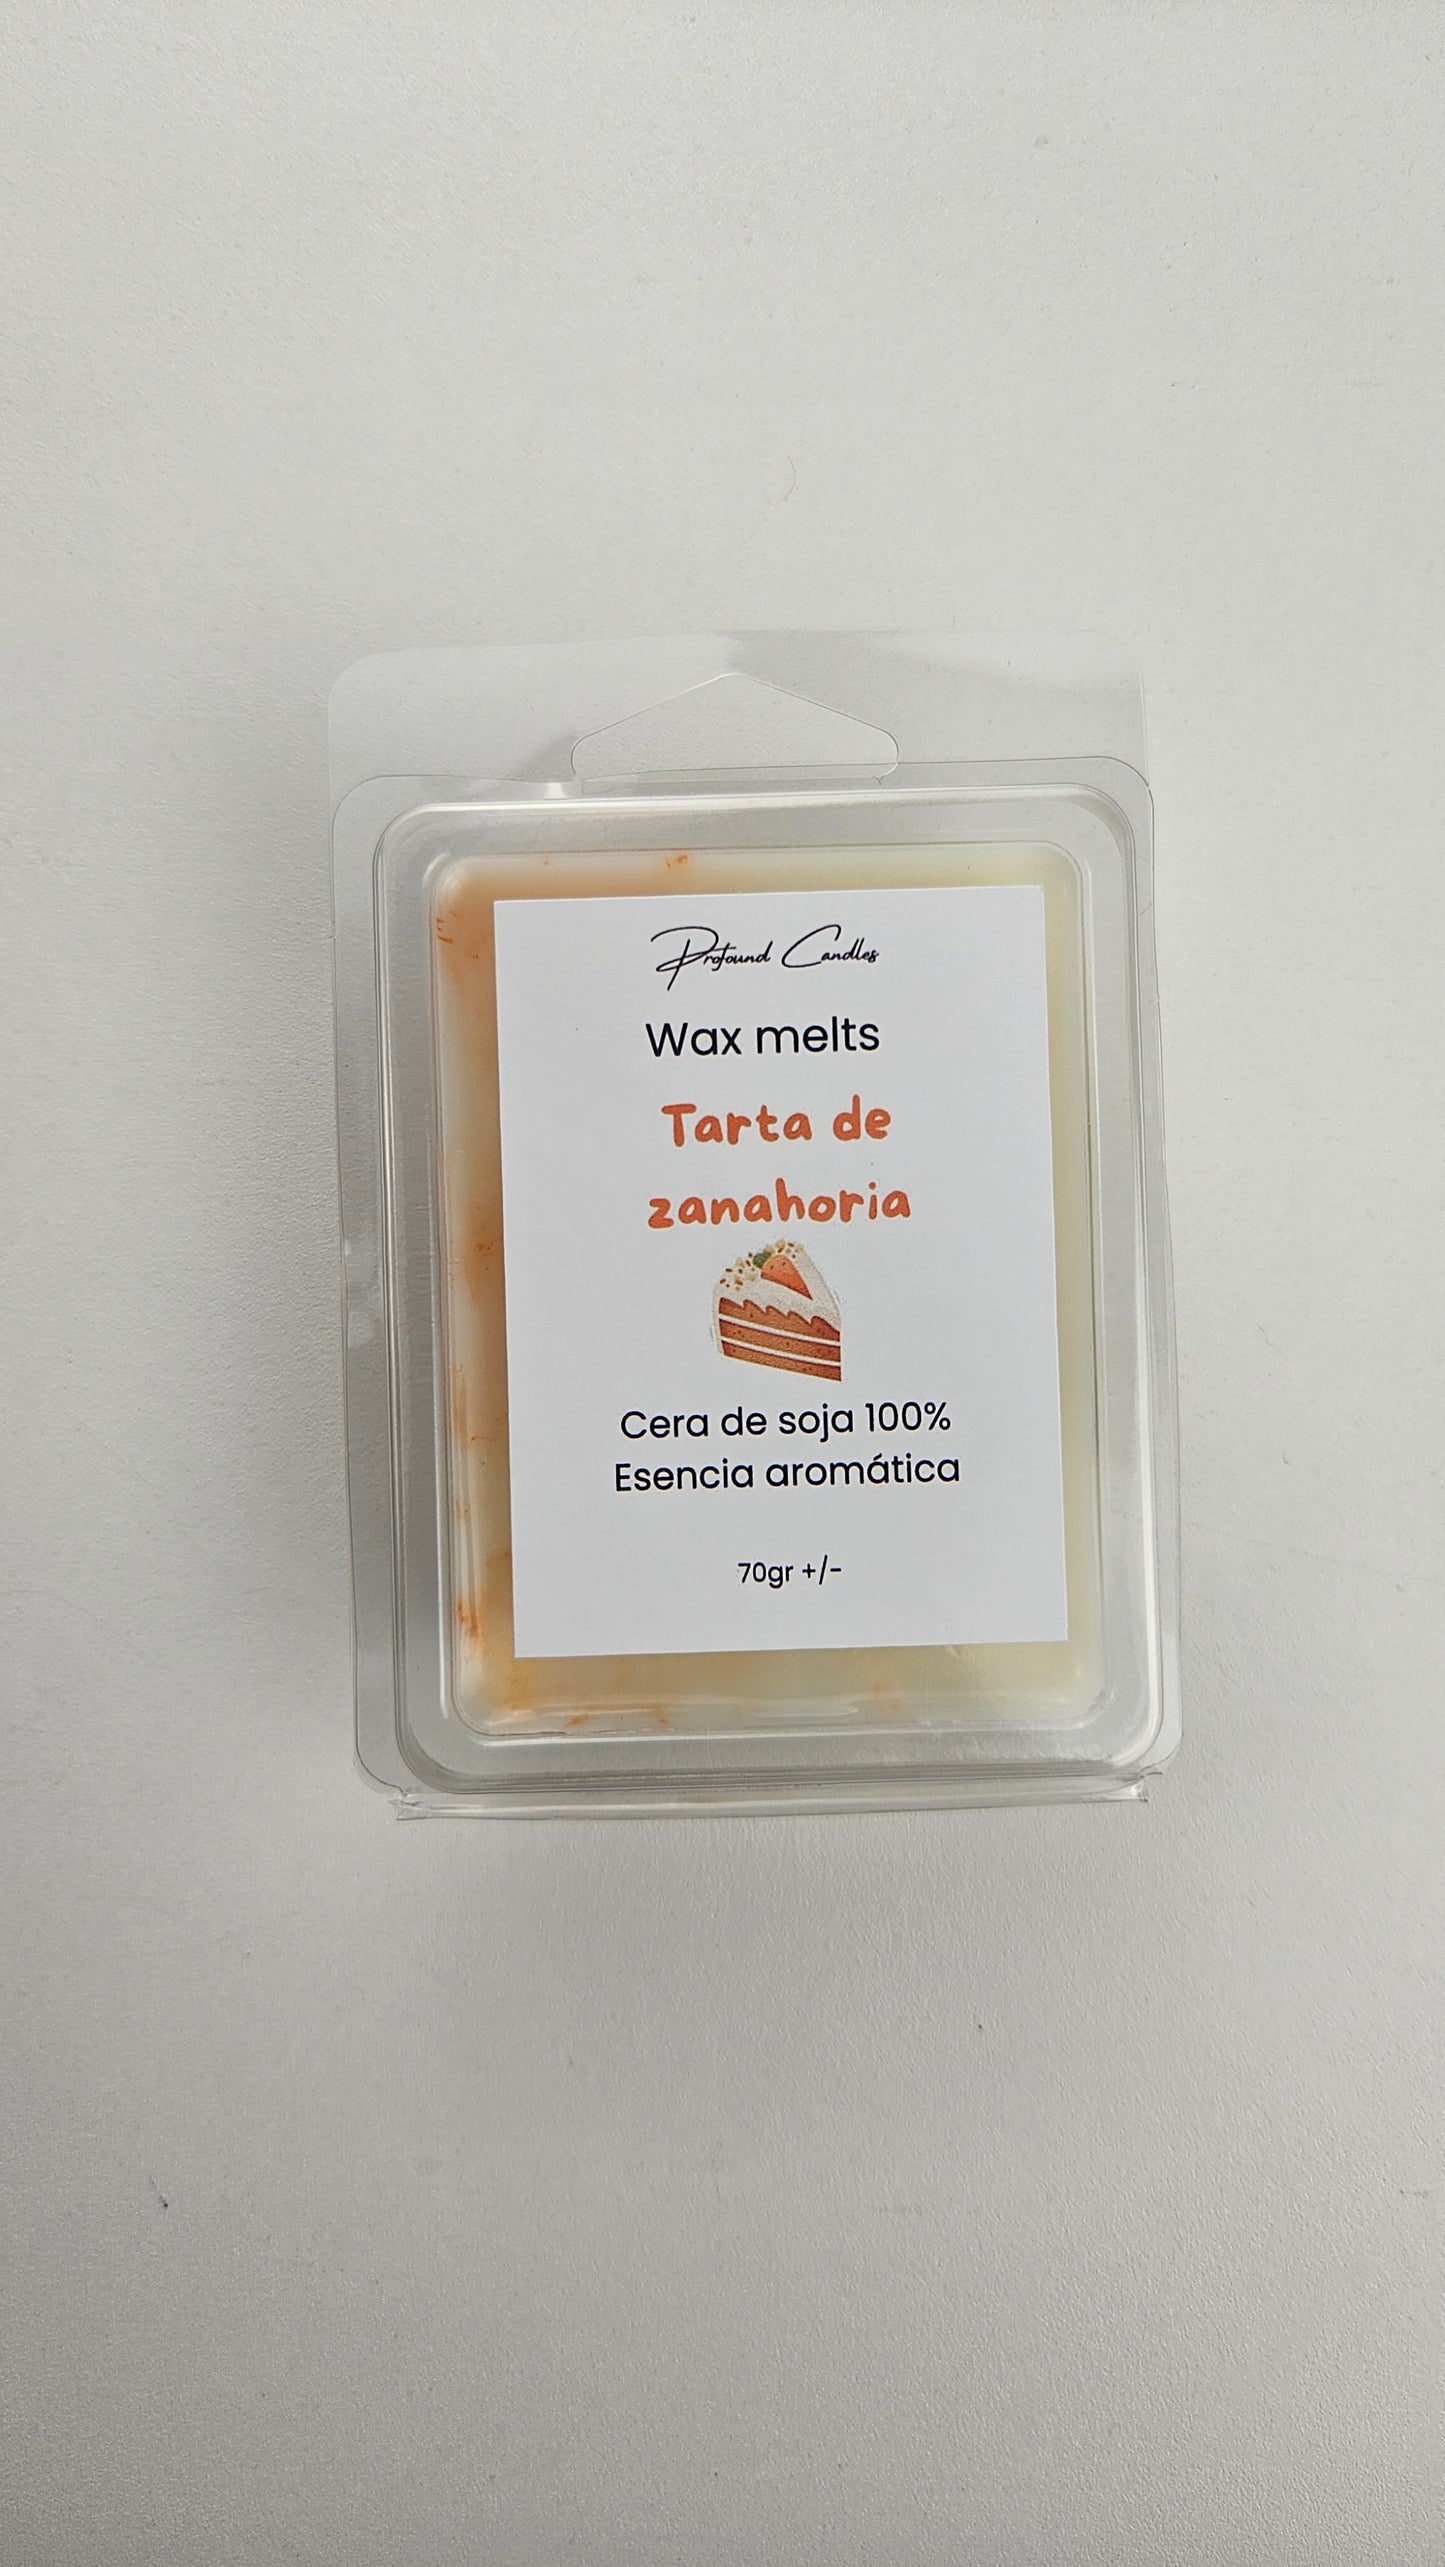 Profound Candles
Wax melts
Tarta de
zanahoria
Cera de soja 100%
Esencia aromática
70gr +/-